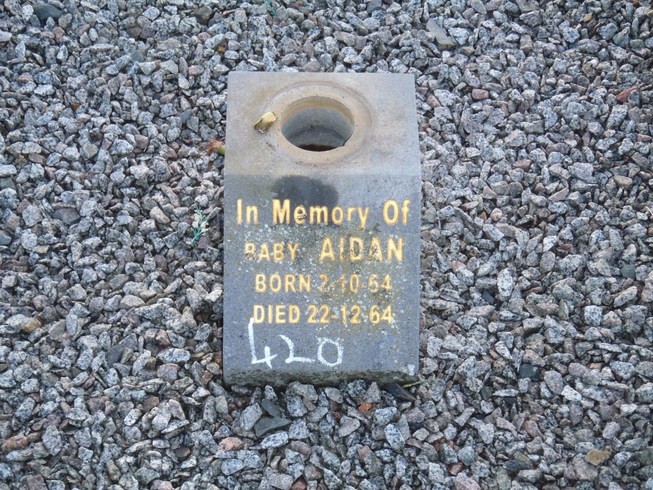 In Memory Of
BABY AIDAN
BORN 2-10-64
DIED 22-12-64
420